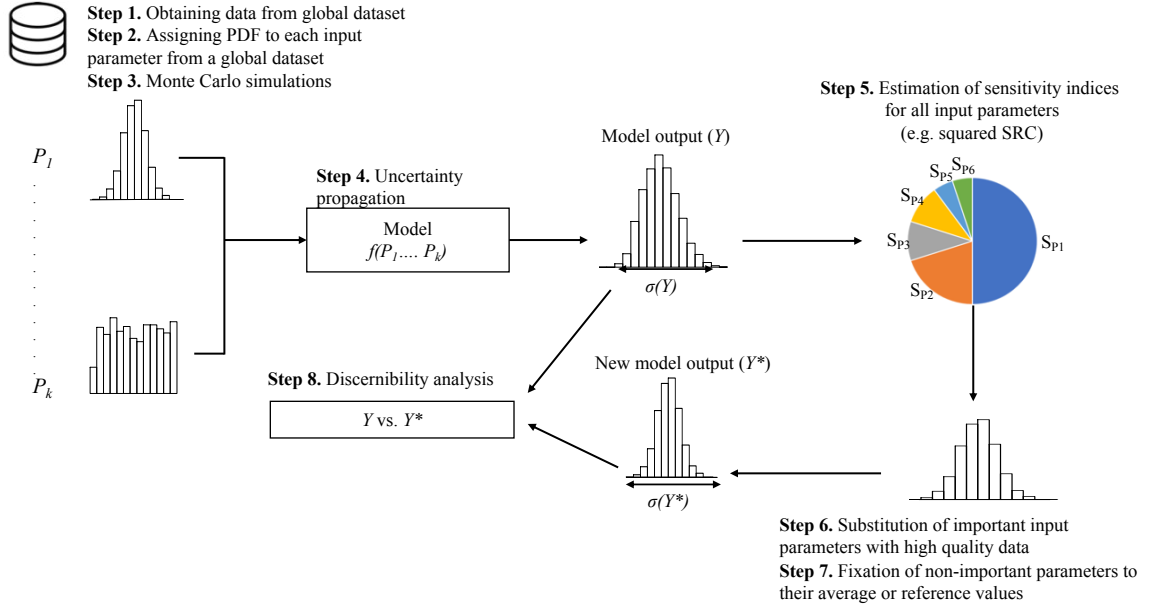 Step 1. Obtaining data from global dataset
Step 2. Assigning PDF to each input
parameter from a global dataset
Step 3. Monte Carlo simulations
P1
Pk
Step 4. Uncertainty
propagation
Model
f(P1.... Pk)
Model output (Y)
σ(Y)
Step 5. Estimation of sensitivity indices
for all input parameters
(e.g. squared SRC)
SP6
SP5
SP4
SP3
SP2
SP1
Step 8. Discernibility analysis
Y vs. Y*
New model output (Y*)
σ(Y*)
Step 6. Substitution of important input
parameters with high quality data
Step 7. Fixation of non-important parameters to
their average or reference values